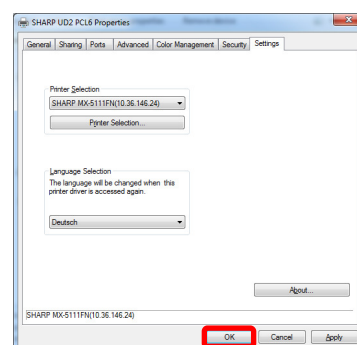 SHARP UD2 PCL6 Properties
General Sharing Ports Advanced Color Management Security Settings
Printer Selection
SHARP MX-5111FN(10.36.146.24)
Printer Selection...
Language Selection
The language will be changed when this
printer driver is accessed again.
Deutsch
About...
SHARP MX-5111FN(10.36.146.24)
OK Cancel Apply